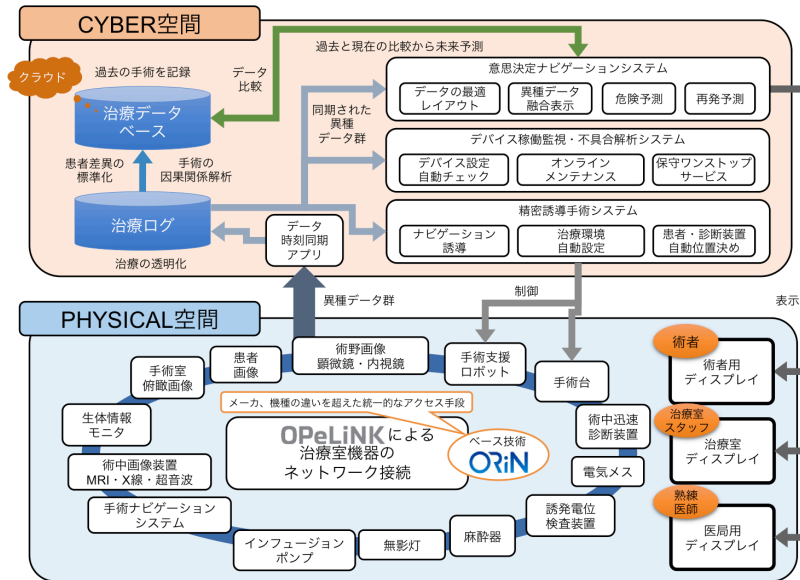 CYBER空間
クラウド
過去の手術を記録
治療データ
ベース
データ
比較
過去と現在の比較から未来予測
同期された
異種
データ群
患者差異の
標準化
手術の
因果関係解析
治療ログ
治療の透明化
データ
時刻同期
アプリ
意思決定ナビゲーションシステム
データの最適
レイアウト
異種データ
融合表示
危険予測
再発予測
デバイス稼働監視・不具合解析システム
デバイス設定
自動チェック
オンライン
メンテナンス
保守ワンストップ
サービス
精密誘導手術システム
ナビゲーション
誘導
治療環境
自動設定
患者・診断装置
自動位置決め
異種データ群
制御
表示
PHYSICAL空間
手術室
俯瞰画像
患者
画像
術野画像
顕微鏡・内視鏡
手術支援
ロボット
手術台
生体情報
モニタ
メーカ、機種の違いを超えた統一的なアクセス手段
OPeLiNKによる
治療室機器の
ネットワーク接続
ベース技術
ORiN
術中迅速
診断装置
術中画像装置
MRI・X線・超音波
電気メス
手術ナビゲーション
システム
誘発電位
検査装置
インフュージョン
ポンプ
無影灯
麻酔器
術者
術者用
ディスプレイ
治療室
スタッフ
治療室
ディスプレイ
熟練
医師
医局用
ディスプレイ